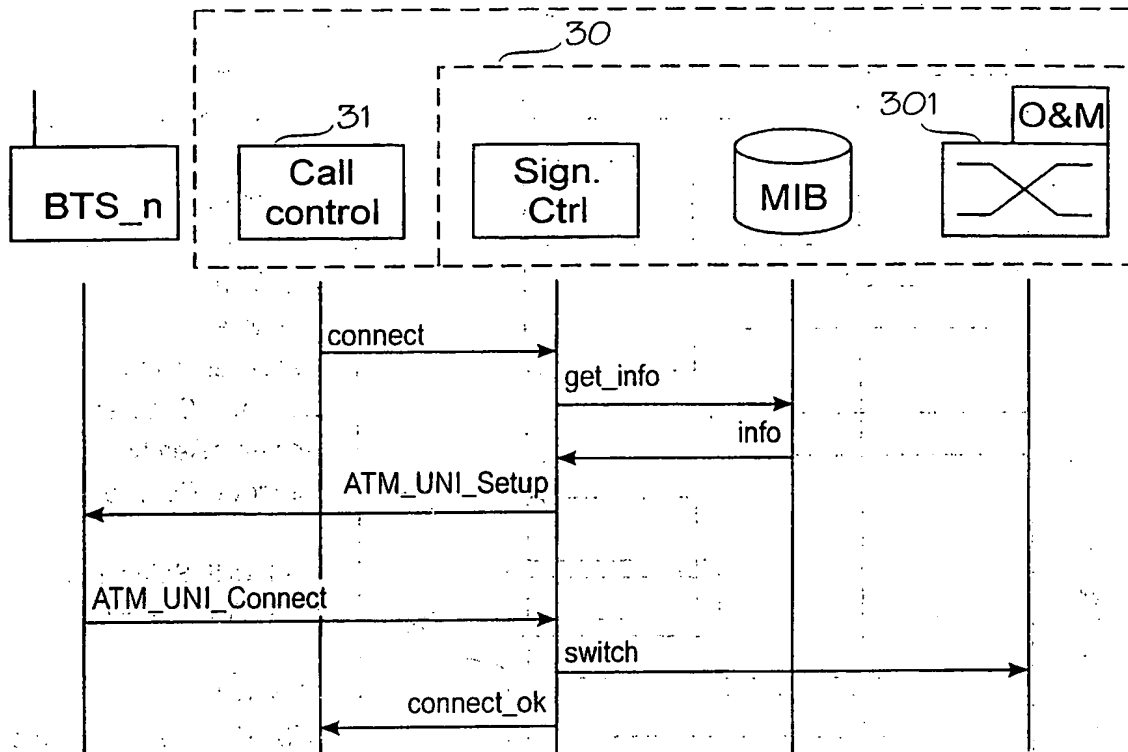 30
31
301
O&M
BTS_n
Call
control
Sign.
Ctrl
MIB
connect
get_info
info
ATM_UNI_Setup
ATM_UNI_Connect
switch
connect_ok